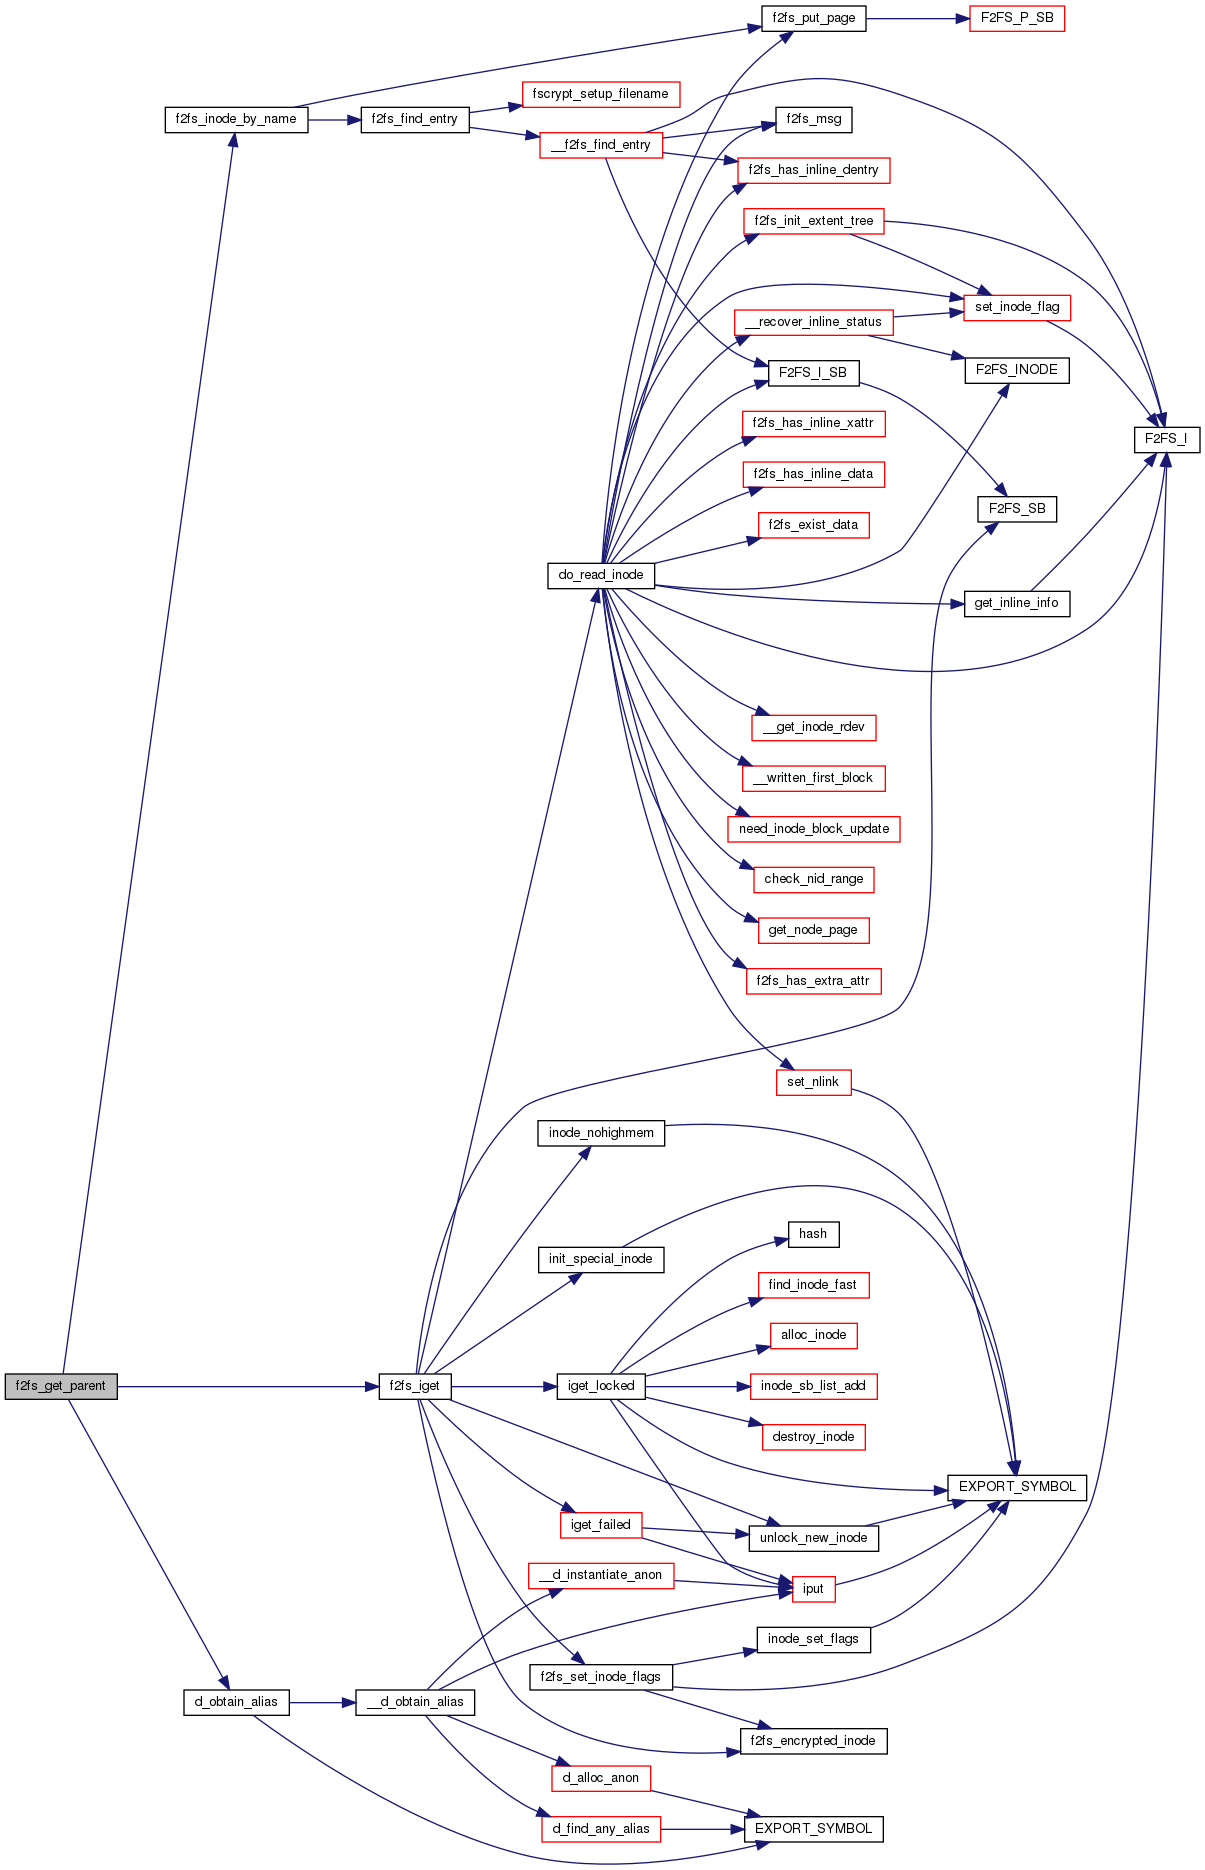 f2fs_put_page
F2FS_P_SB
fscrypt_setup_filename
f2fs_inode_by_name
f2fs_find_entry
f2fs_msg
__f2fs_find_entry
f2fs_has_inline_dentry
f2fs_init_extent_tree
set_inode_flag
__recover_inline_status
F2FS_I_SB
F2FS_INODE
f2fs_has_inline_xattr
F2FS_I
f2fs_has_inline_data
F2FS_SB
f2fs_exist_data
do_read_inode
get_inline_info
__get_inode_rdev
__written_first_block
need_inode_block_update
check_nid_range
get_node_page
f2fs_has_extra_attr
set_nlink
inode_nohighmem
hash
init_special_inode
find_inode_fast
alloc_inode
f2fs_get_parent
f2fs_iget
iget_locked
inode_sb_list_add
destroy_inode
EXPORT_SYMBOL
iget_failed
unlock_new_inode
__d_instantiate_anon
iput
inode_set_flags
f2fs_set_inode_flags
d_obtain_alias
__d_obtain_alias
f2fs_encrypted_inode
d_alloc_anon
d_find_any_alias
EXPORT_SYMBOL